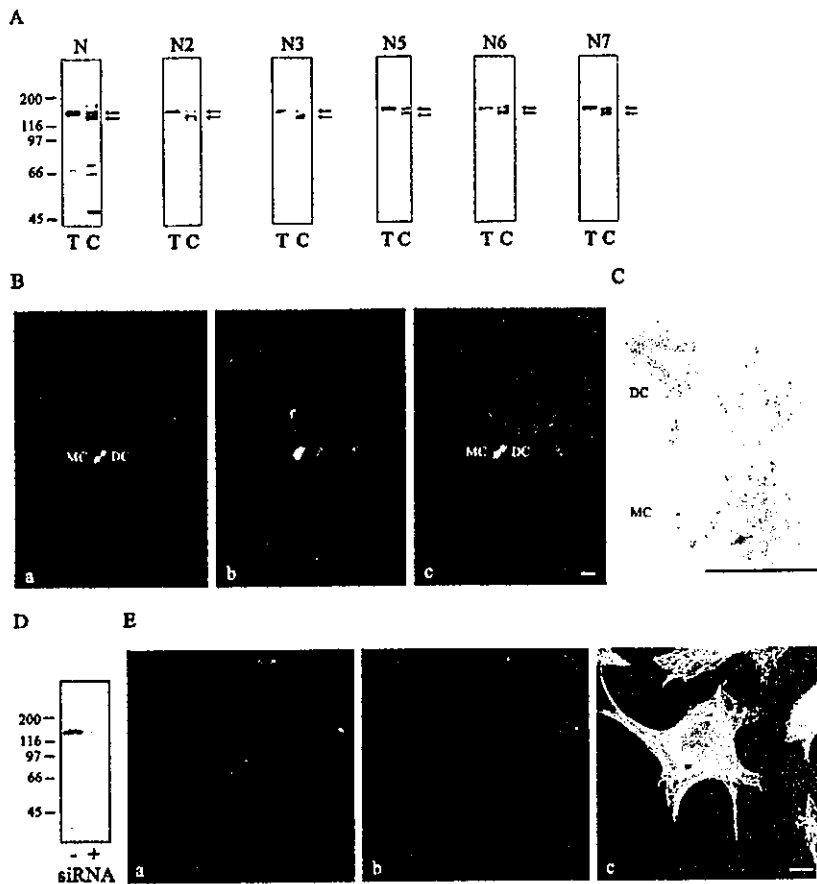 A
N N2 N3 N5 N6 N7
200
116
97
66
45
T C T C T C T C T C T C
B C
MC DC
MC DC
a b c
DC
MC
D E
200
116
97
66
45
- +
siRNA
a b c